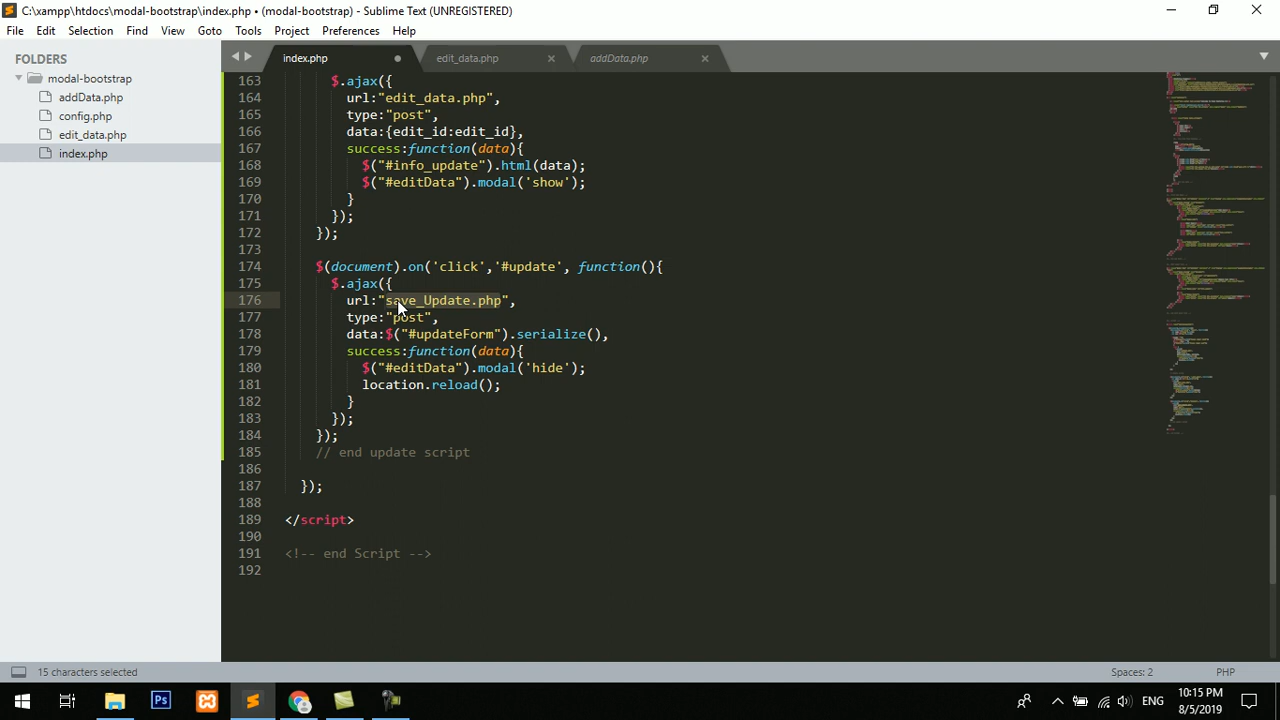 C:\xampp\htdocs\modal-bootstrap\index.php • (modal-bootstrap) - Sublime Text (UNREGISTERED)
File Edit Selection Find View Goto Tools Project Preferences Help
FOLDERS
modal-bootstrap
addData.php
config.php
edit_data.php
index.php
index.php edit_data.php addData.php
163 $.ajax({
164 url:"edit_data.php",
165 type:"post",
166 data:{edit_id:edit_id},
167 success:function(data){
168 $("#info_update").html(data);
169 $("#editData").modal('show');
170 }
171 });
172 });
173
174 $(document).on('click','#update', function(){
175 $.ajax({
176 url:"save_Update.php",
177 type:"post",
178 data:$("#updateForm").serialize(),
179 success:function(data){
180 $("#editData").modal('hide');
181 location.reload();
182 }
183 });
184 });
185 // end update script
186
187 });
188
189 </script>
190
191 <!-- end Script -->
192
15 characters selected Spaces: 2 PHP
Ps ENG 10:15 PM
8/5/2019